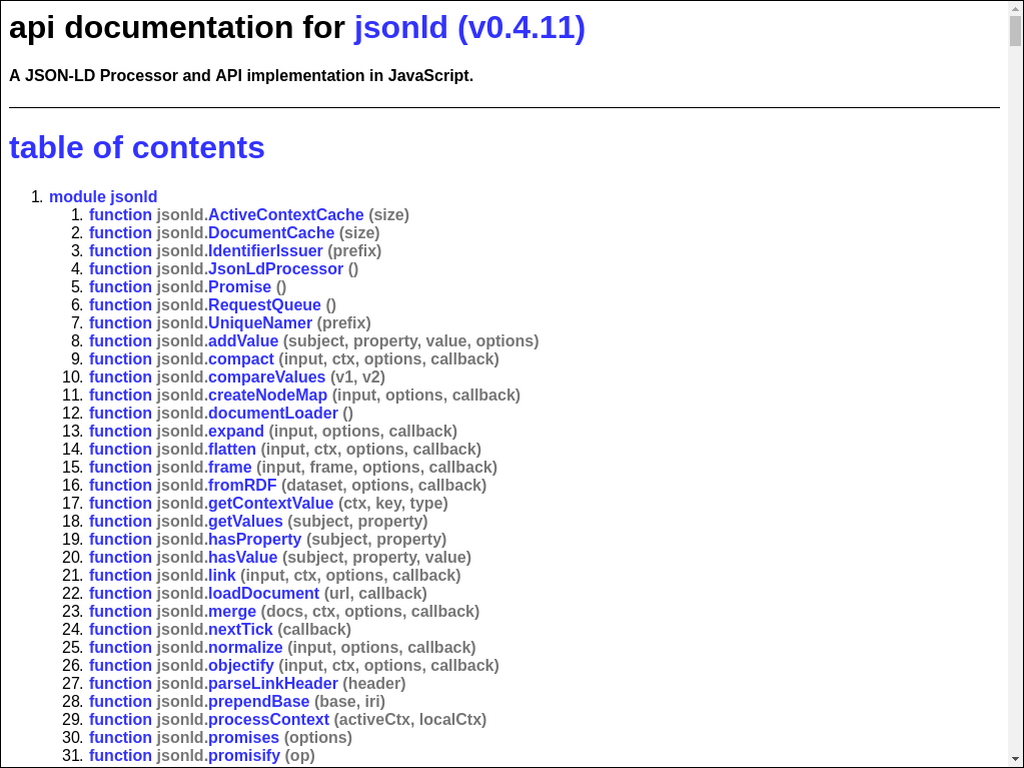 api documentation for jsonld (v0.4.11)
A JSON-LD Processor and API implementation in JavaScript.
table of contents
1. module jsonld
1. function jsonld.ActiveContextCache (size)
2. function jsonld.DocumentCache (size)
3. function jsonld.IdentifierIssuer (prefix)
4. function jsonld.JsonLdProcessor ()
5. function jsonld.Promise ()
6. function jsonld.RequestQueue ()
7. function jsonld.UniqueNamer (prefix)
8. function jsonld.addValue (subject, property, value, options)
9. function jsonld.compact (input, ctx, options, callback)
10. function jsonld.compareValues (v1, v2)
11. function jsonld.createNodeMap (input, options, callback)
12. function jsonld.documentLoader ()
13. function jsonld.expand (input, options, callback)
14. function jsonld.flatten (input, ctx, options, callback)
15. function jsonld.frame (input, frame, options, callback)
16. function jsonld.fromRDF (dataset, options, callback)
17. function jsonld.getContextValue (ctx, key, type)
18. function jsonld.getValues (subject, property)
19. function jsonld.hasProperty (subject, property)
20. function jsonld.hasValue (subject, property, value)
21. function jsonld.link (input, ctx, options, callback)
22. function jsonld.loadDocument (url, callback)
23. function jsonld.merge (docs, ctx, options, callback)
24. function jsonld.nextTick (callback)
25. function jsonld.normalize (input, options, callback)
26. function jsonld.objectify (input, ctx, options, callback)
27. function jsonld.parseLinkHeader (header)
28. function jsonld.prependBase (base, iri)
29. function jsonld.processContext (activeCtx, localCtx)
30. function jsonld.promises (options)
31. function jsonld.promisify (op)